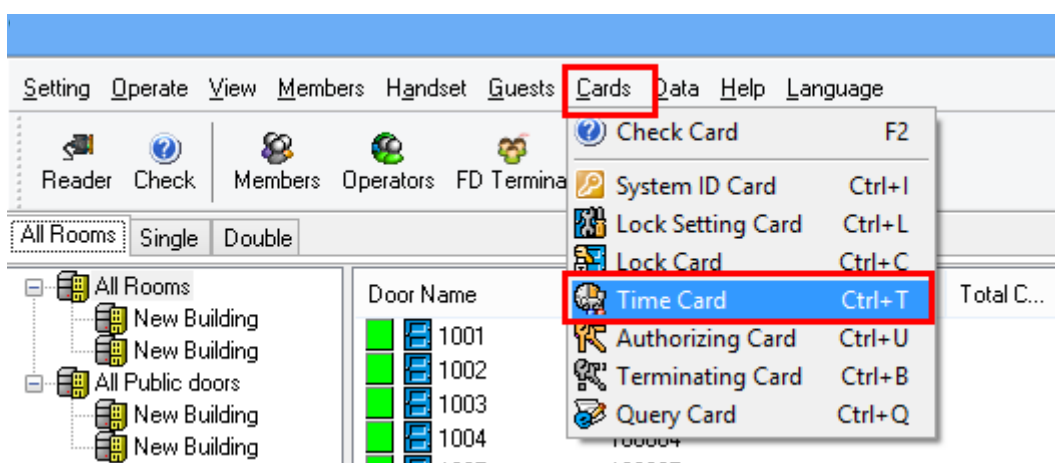 Setting Operate View Members Handset Guests Cards Data Help Language
Check Card F2
Reader Check Members Operators FD Termina
System ID Card Ctrl+I
Lock Setting Card Ctrl+L
All Rooms Single Double
Lock Card Ctrl+C
All Rooms
Door Name
Time Card Ctrl+T
Total C...
New Building
1001
Authorizing Card Ctrl+U
New Building
1002
Terminating Card Ctrl+B
All Public doors
1003
Query Card Ctrl+Q
New Building
1004
New Building